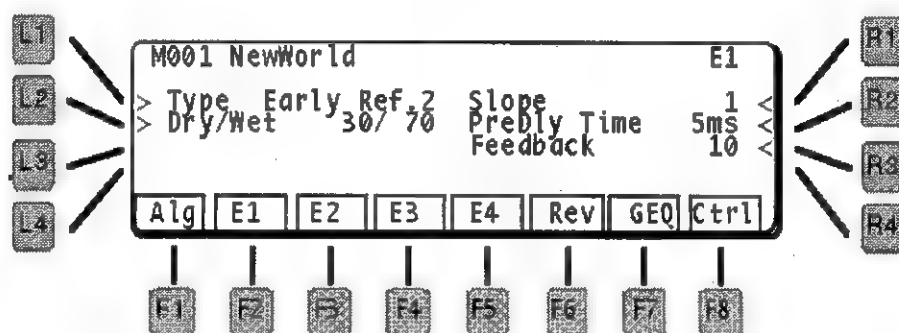 L1 R1
M001 NewWorld E1
L2 R2
> Type Early Ref.2 Slope 1 <
> Dry/Wet 30/ 70 PreDly Time 5ms <
Feedback 10 <
L3 R3
L4 R4
Alg E1 E2 E3 E4 Rev GEQ Ctrl
F1 F2 F3 F4 F5 F6 F7 F8